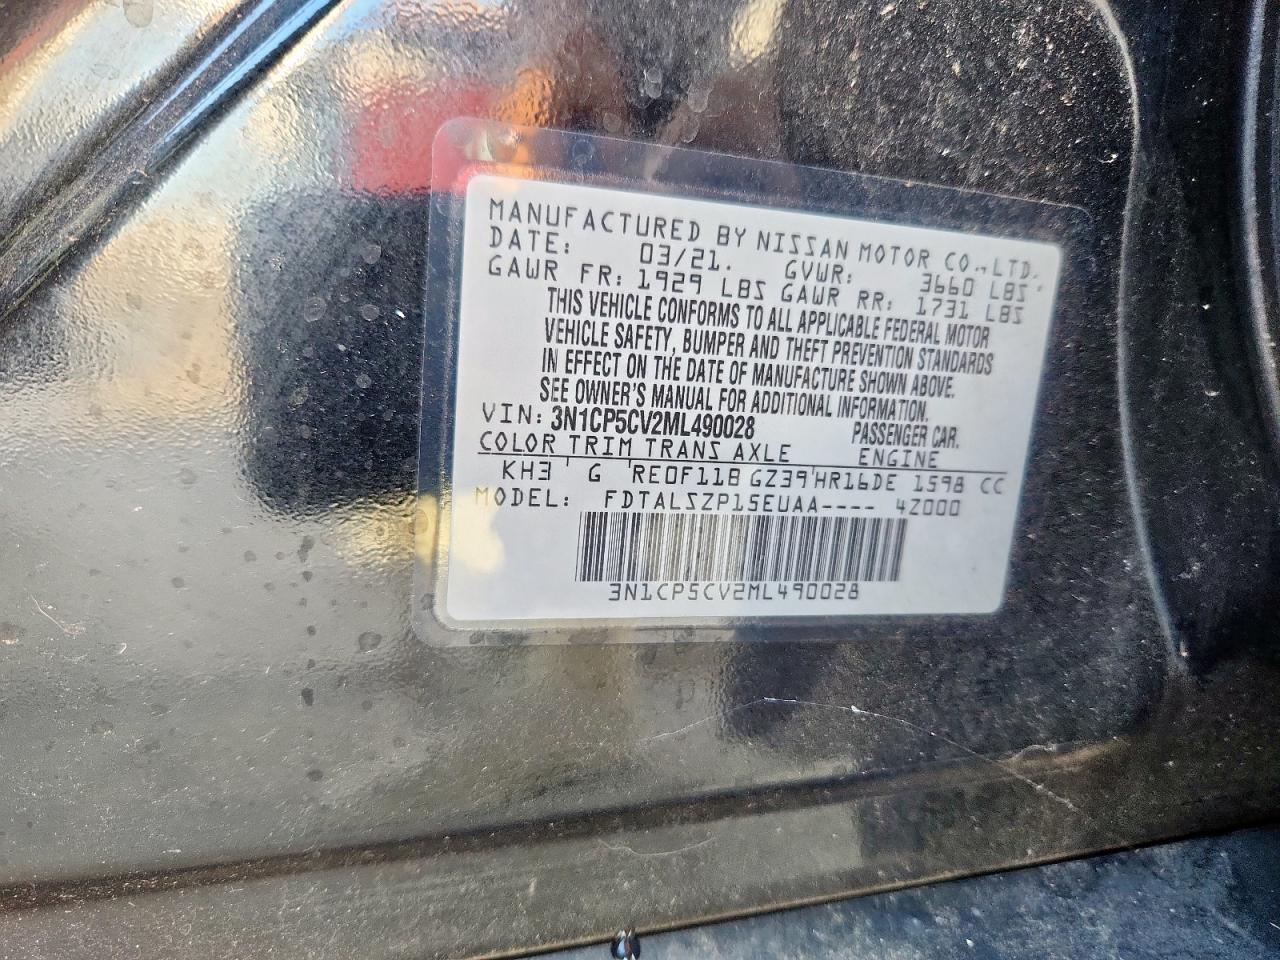 MANUFACTURED BY NISSAN MOTOR CO.,LTD.
DATE: 03/21. GVWR: 3660 LBS
GAWR FR: 1929 LBS GAWR RR: 1731 LBS
THIS VEHICLE CONFORMS TO ALL APPLICABLE FEDERAL MOTOR
VEHICLE SAFETY, BUMPER AND THEFT PREVENTION STANDARDS
IN EFFECT ON THE DATE OF MANUFACTURE SHOWN ABOVE.
SEE OWNER'S MANUAL FOR ADDITIONAL INFORMATION.
VIN: 3N1CP5CV2ML490028 PASSENGER CAR.
COLOR TRIM TRANS AXLE ENGINE
KH3 G RE0F11B GZ39 HR16DE 1598 CC
MODEL: FDTALSZP15EUAA---- 4Z000
3N1CP5CV2ML490028